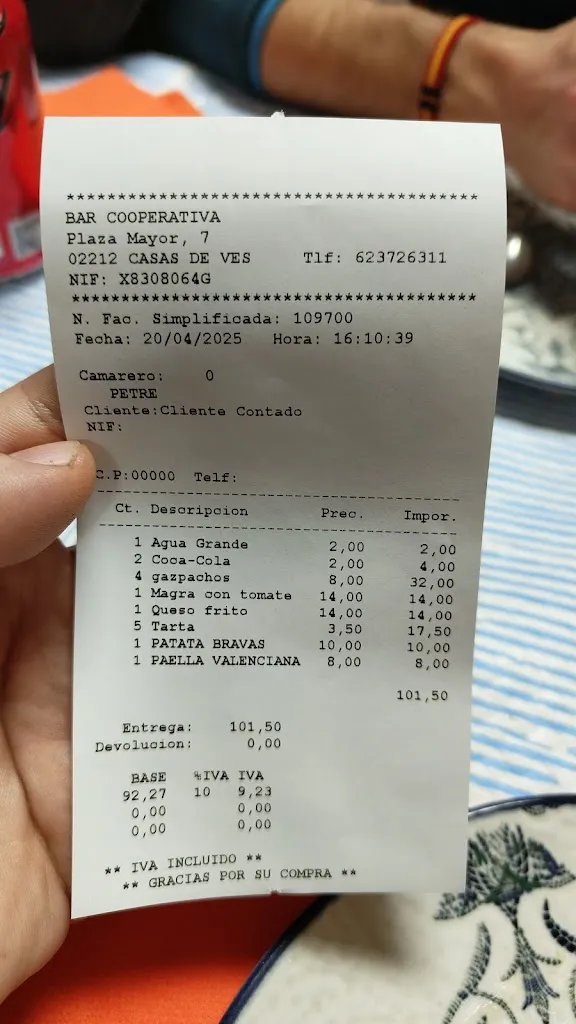 ****************************************
BAR COOPERATIVA
Plaza Mayor, 7
02212 CASAS DE VES Tlf: 623726311
NIF: X8308064G
****************************************
N. Fac. Simplificada: 109700
Fecha: 20/04/2025 Hora: 16:10:39
Camarero: 0
PETRE
Cliente:Cliente Contado
NIF:
C.P:00000 Telf:
----------------------------------------
Ct. Descripcion Prec. Impor.
----------------------------------------
1 Agua Grande 2,00 2,00
2 Coca-Cola 2,00 4,00
4 gazpachos 8,00 32,00
1 Magra con tomate 14,00 14,00
1 Queso frito 14,00 14,00
5 Tarta 3,50 17,50
1 PATATA BRAVAS 10,00 10,00
1 PAELLA VALENCIANA 8,00 8,00
101,50
Entrega: 101,50
Devolucion: 0,00
BASE %IVA IVA
92,27 10 9,23
0,00 0,00
0,00 0,00
** IVA INCLUIDO **
** GRACIAS POR SU COMPRA **